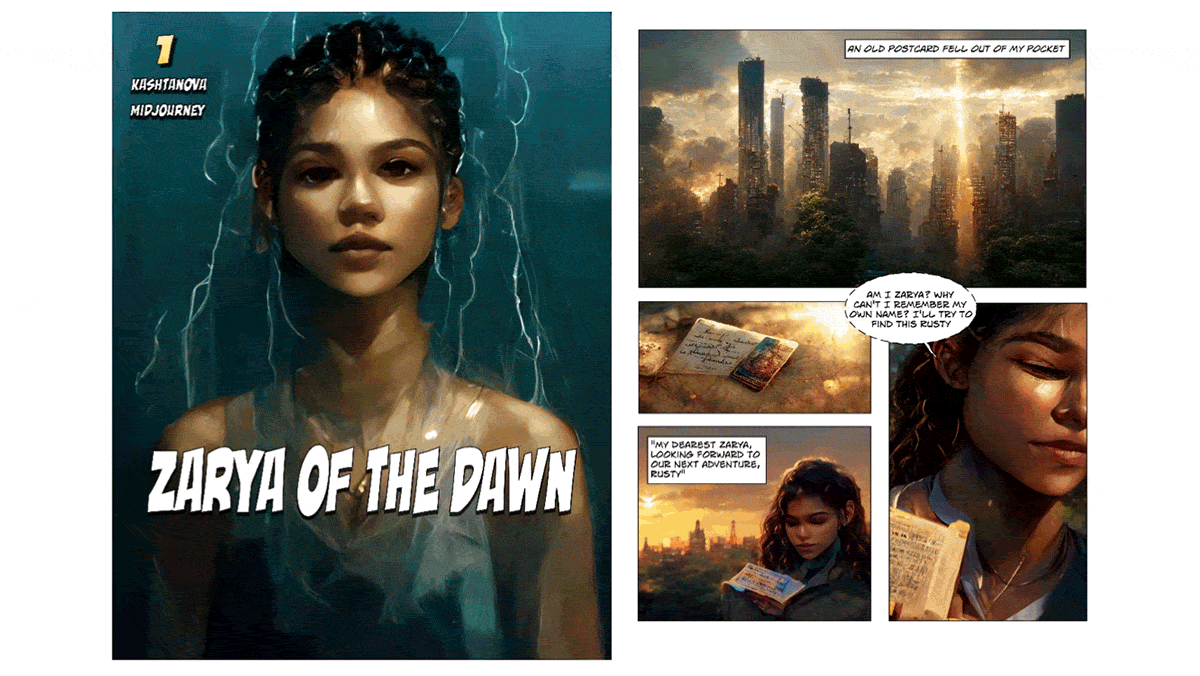 1
KASHTANOVA
MIDJOURNEY
ZARYA OF THE DAWN
AN OLD POSTCARD FELL OUT OF MY POCKET
AM I ZARYA? WHY
CAN'T I REMEMBER MY
OWN NAME? I'LL TRY TO
FIND THIS RUSTY
"MY DEAREST ZARYA,
LOOKING FORWARD TO
OUR NEXT ADVENTURE,
RUSTY"